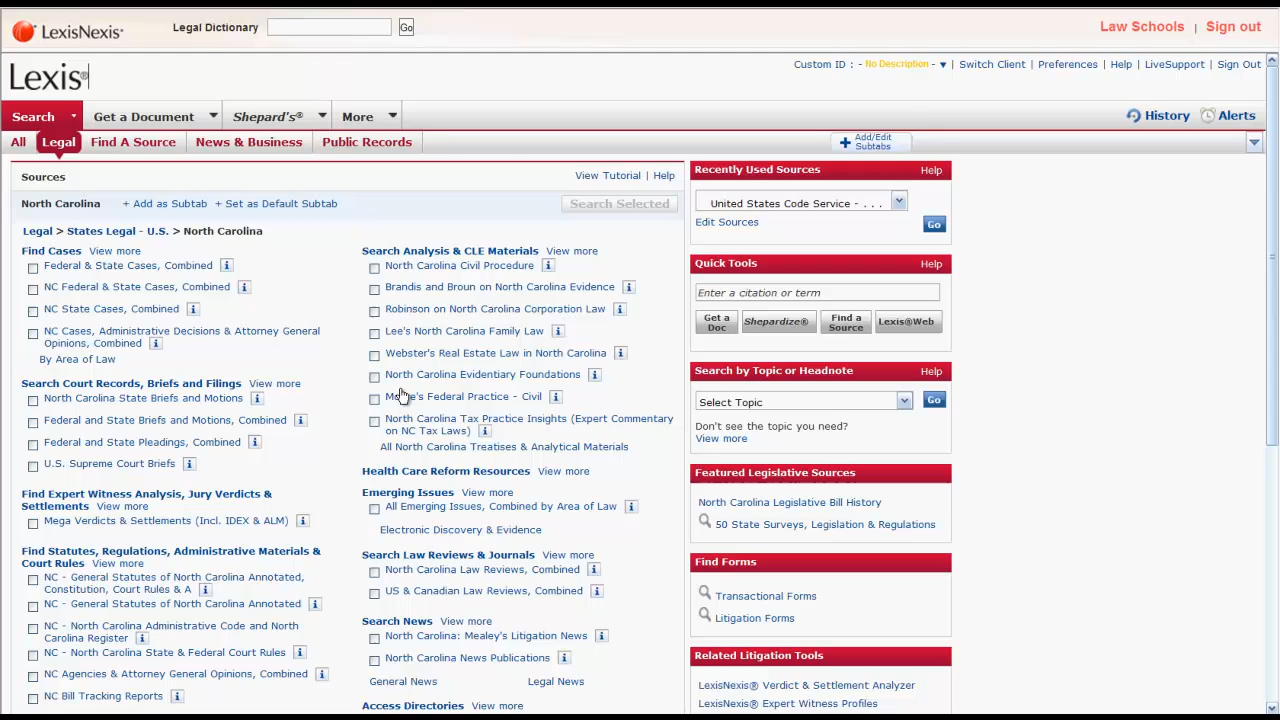 LexisNexis® Legal Dictionary Go Law Schools Sign out
Lexis® Custom ID : - No Description - Switch Client | Preferences | Help | LiveSupport | Sign Out
Search Get a Document Shepard's® More History Alerts
All Legal Find A Source News & Business Public Records Add/Edit Subtabs
Sources View Tutorial | Help
North Carolina + Add as Subtab + Set as Default Subtab Search Selected
Legal > States Legal - U.S. > North Carolina
Find Cases View more
Federal & State Cases, Combined
NC Federal & State Cases, Combined
NC State Cases, Combined
NC Cases, Administrative Decisions & Attorney General
Opinions, Combined
By Area of Law
Search Court Records, Briefs and Filings View more
North Carolina State Briefs and Motions
Federal and State Briefs and Motions, Combined
Federal and State Pleadings, Combined
U.S. Supreme Court Briefs
Find Expert Witness Analysis, Jury Verdicts &
Settlements View more
Mega Verdicts & Settlements (Incl. IDEX & ALM)
Find Statutes, Regulations, Administrative Materials &
Court Rules View more
NC - General Statutes of North Carolina Annotated,
Constitution, Court Rules & A
NC - General Statutes of North Carolina Annotated
NC - North Carolina Administrative Code and North
Carolina Register
NC - North Carolina State & Federal Court Rules
NC Agencies & Attorney General Opinions, Combined
NC Bill Tracking Reports
Search Analysis & CLE Materials View more
North Carolina Civil Procedure
Brandis and Broun on North Carolina Evidence
Robinson on North Carolina Corporation Law
Lee's North Carolina Family Law
Webster's Real Estate Law in North Carolina
North Carolina Evidentiary Foundations
Moore's Federal Practice - Civil
North Carolina Tax Practice Insights (Expert Commentary
on NC Tax Laws)
All North Carolina Treatises & Analytical Materials
Health Care Reform Resources View more
Emerging Issues View more
All Emerging Issues, Combined by Area of Law
Electronic Discovery & Evidence
Search Law Reviews & Journals View more
North Carolina Law Reviews, Combined
US & Canadian Law Reviews, Combined
Search News View more
North Carolina: Mealey's Litigation News
North Carolina News Publications
General News Legal News
Access Directories View more
Recently Used Sources Help
United States Code Service - . . .
Edit Sources Go
Quick Tools Help
Enter a citation or term
Get a Doc Shepardize® Find a Source Lexis®Web
Search by Topic or Headnote Help
Select Topic Go
Don't see the topic you need?
View more
Featured Legislative Sources
North Carolina Legislative Bill History
50 State Surveys, Legislation & Regulations
Find Forms
Transactional Forms
Litigation Forms
Related Litigation Tools
LexisNexis® Verdict & Settlement Analyzer
LexisNexis® Expert Witness Profiles